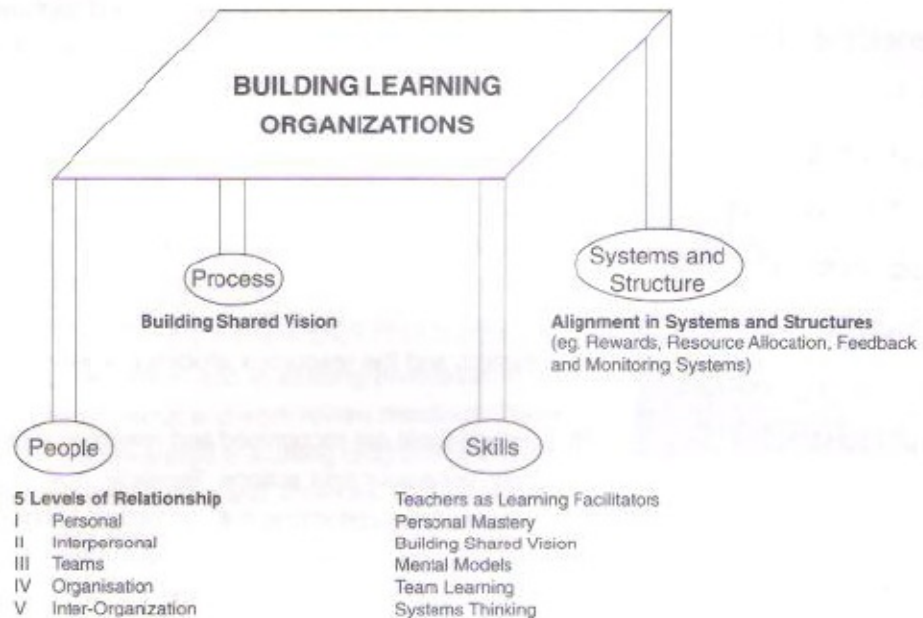 BUILDING LEARNING
ORGANIZATIONS
Process
Building Shared Vision
Systems and
Structure
Alignment in Systems and Structures
(eg. Rewards, Resource Allocation, Feedback
and Monitoring Systems)
People
5 Levels of Relationship
I Personal
II Interpersonal
III Teams
IV Organisation
V Inter-Organization
Skills
Teachers as Learning Facilitators
Personal Mastery
Building Shared Vision
Mental Models
Team Learning
Systems Thinking